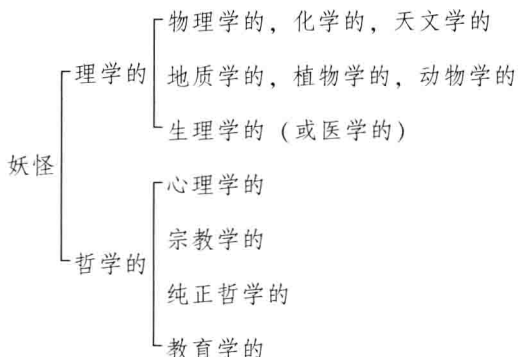 妖怪
理学的
物理学的，化学的，天文学的
地质学的，植物学的，动物学的
生理学的（或医学的）
哲学的
心理学的
宗教学的
纯正哲学的
教育学的